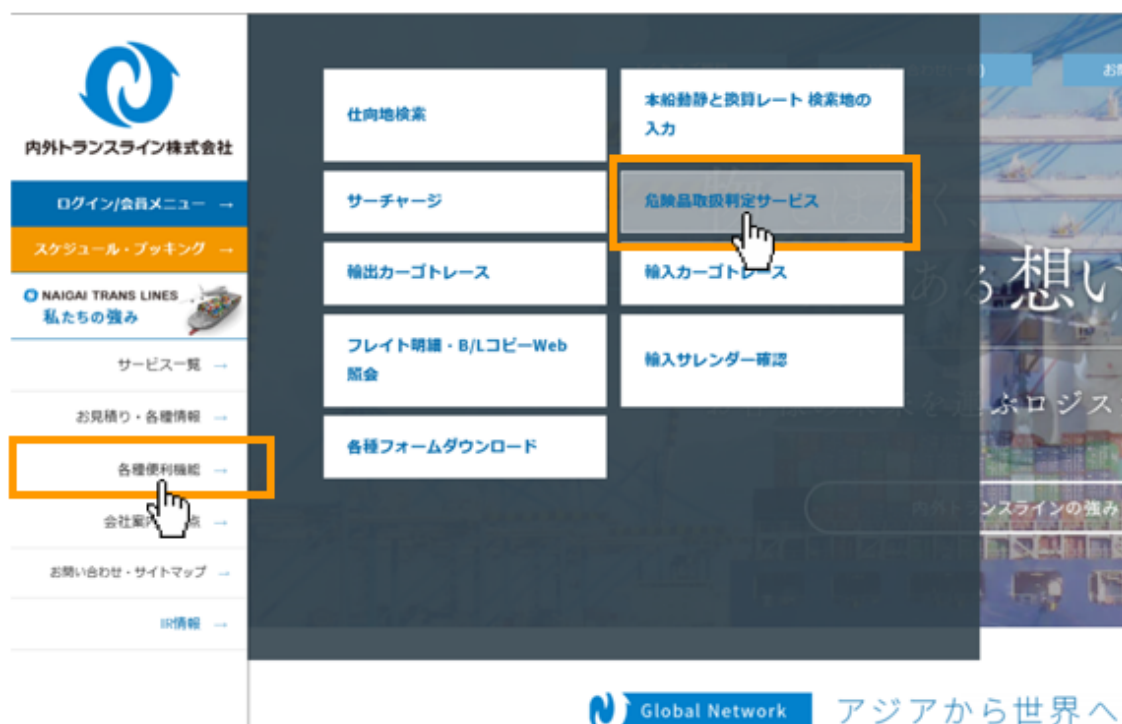 内外トランスライン株式会社
ログイン/会員メニュー →
スケジュール・ブッキング →
NAIGAI TRANS LINES
私たちの強み
サービス一覧 →
お見積り・各種情報 →
各種便利機能 →
会社案内
点 →
お問い合わせ・サイトマップ →
IR情報 →
仕向地検索
本船動静と換算レート 検索地の
入力
サーチャージ
危険品取扱判定サービス
輸出カーゴトレース
輸入カーゴトレース
フレイト明細・B/LコピーWeb
照会
輸入サレンダー確認
各種フォームダウンロード
お問
はなく、
ある想い
を運ぶロジス
内外トランスラインの強み
Global Network
アジアから世界へ